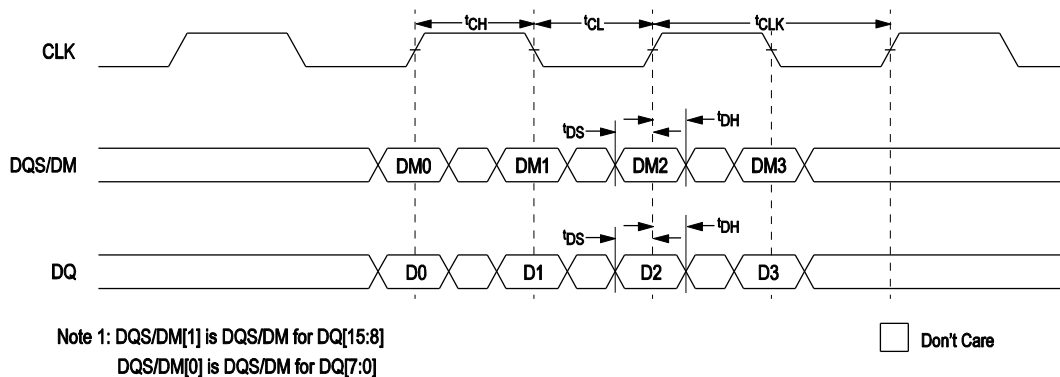 tCH tCL tCLK
CLK
tDS tDH
DQS/DM DM0 DM1 DM2 DM3
tDS tDH
DQ D0 D1 D2 D3
Note 1: DQS/DM[1] is DQS/DM for DQ[15:8]
DQS/DM[0] is DQS/DM for DQ[7:0]
Don't Care